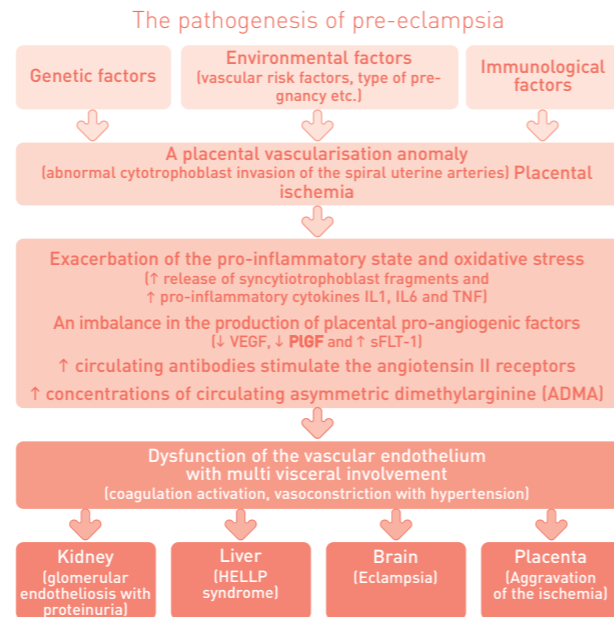 The pathogenesis of pre-eclampsia
Genetic factors
Environmental factors
(vascular risk factors, type of pre-
gnancy etc.)
Immunological
factors
A placental vascularisation anomaly
(abnormal cytotrophoblast invasion of the spiral uterine arteries) Placental
ischemia
Exacerbation of the pro-inflammatory state and oxidative stress
(↑ release of syncytiotrophoblast fragments and
↑ pro-inflammatory cytokines IL1, IL6 and TNF)
An imbalance in the production of placental pro-angiogenic factors
(↓ VEGF, ↓ PlGF and ↑ sFLT-1)
↑ circulating antibodies stimulate the angiotensin II receptors
↑ concentrations of circulating asymmetric dimethylarginine (ADMA)
Dysfunction of the vascular endothelium
with multi visceral involvement
(coagulation activation, vasoconstriction with hypertension)
Kidney
(glomerular
endotheliosis with
proteinuria)
Liver
(HELLP
syndrome)
Brain
(Eclampsia)
Placenta
(Aggravation
of the ischemia)